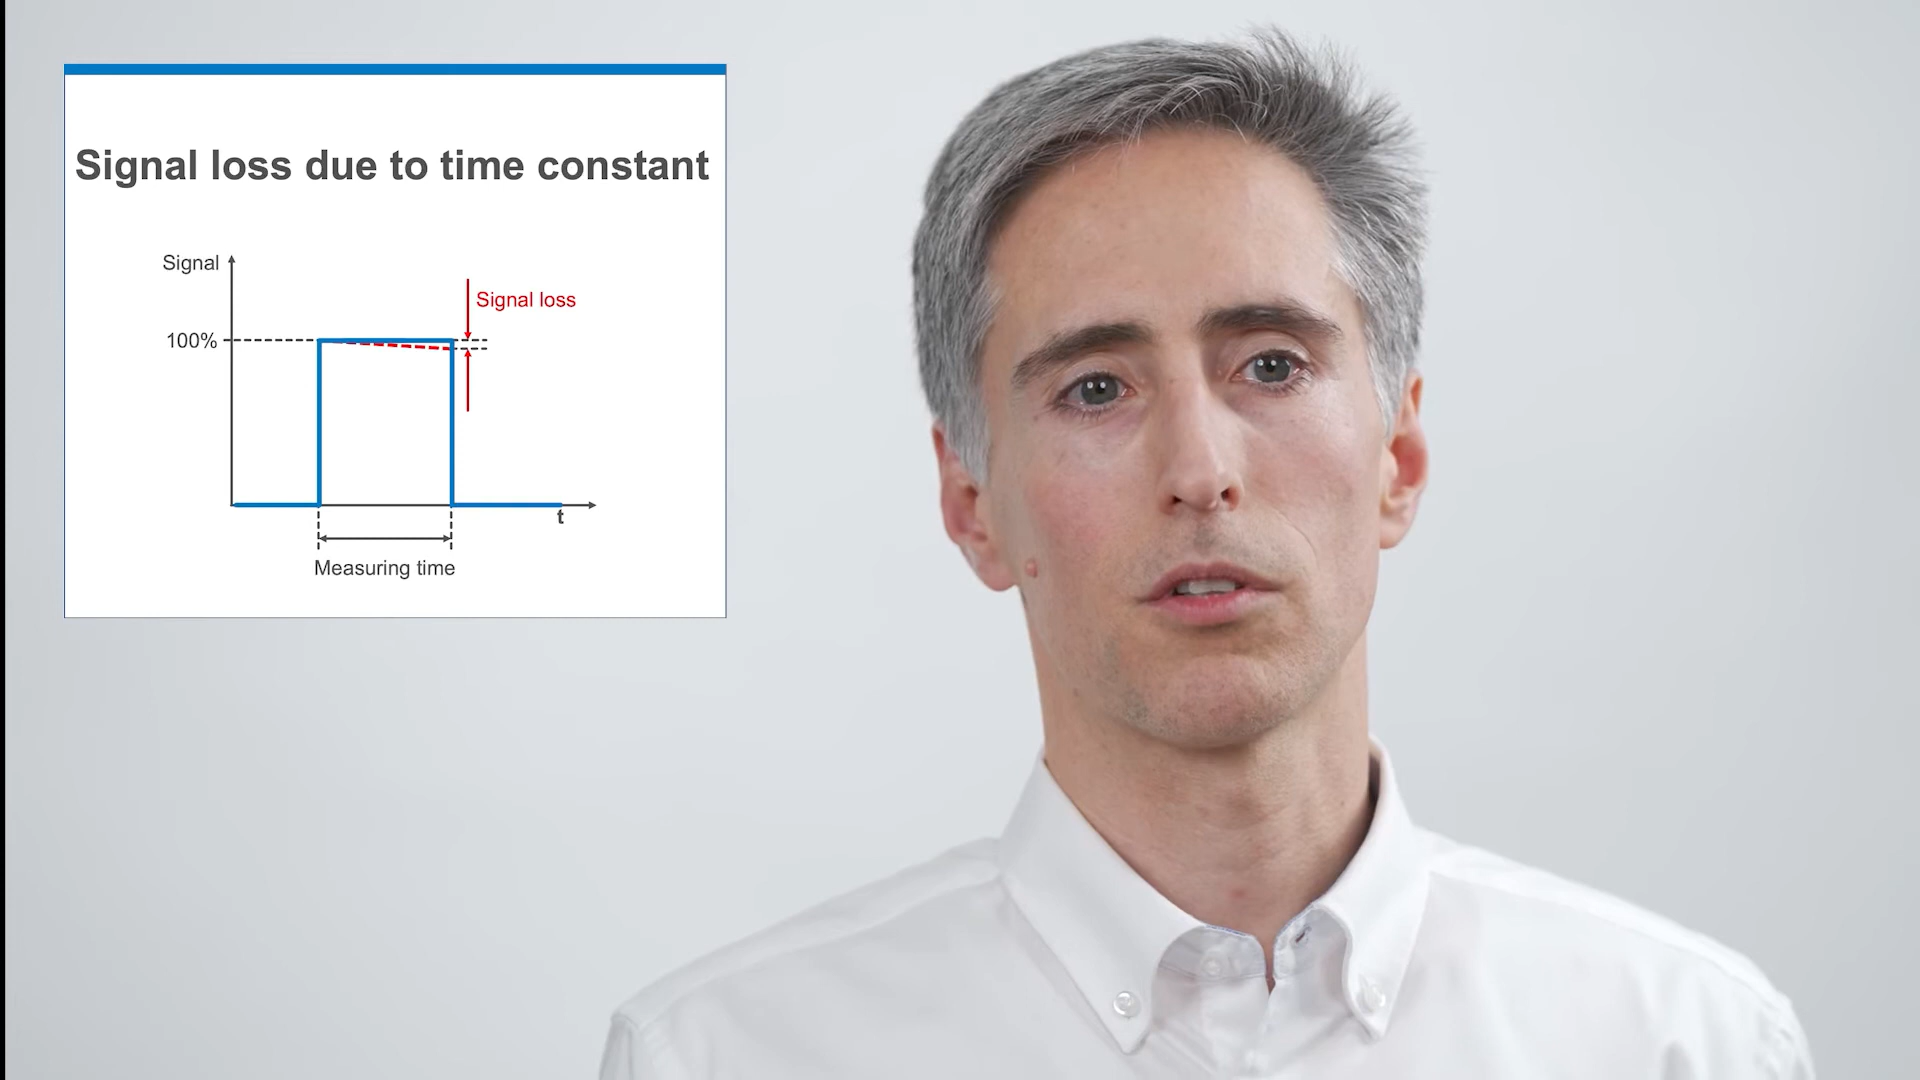 Signal loss due to time constant
Signal
Signal loss
100%
t
Measuring time